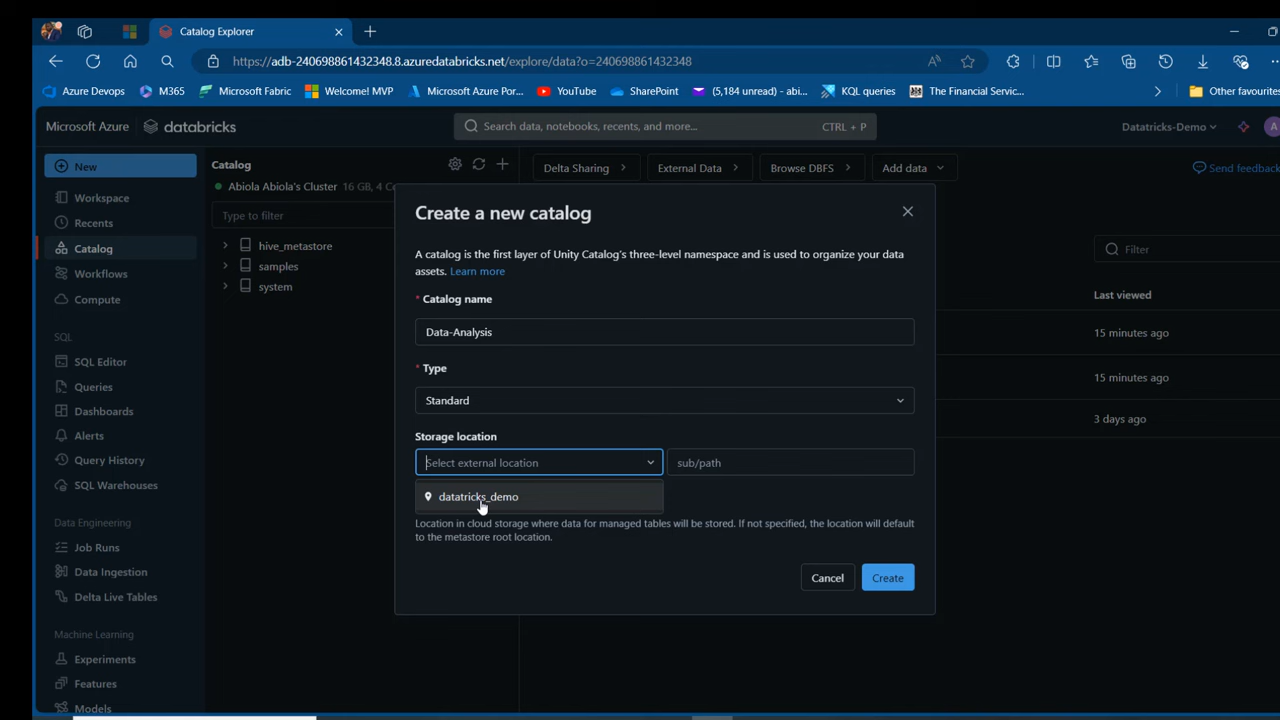 Catalog Explorer
https://adb-240698861432348.8.azuredatabricks.net/explore/data?o=240698861432348
Azure Devops M365 Microsoft Fabric Welcome! MVP Microsoft Azure Por... YouTube SharePoint (5,184 unread) - abi... KQL queries The Financial Servic... Other favourites
Microsoft Azure databricks Search data, notebooks, recents, and more... CTRL + P Datatricks-Demo A
New
Workspace
Recents
Catalog
Workflows
Compute
SQL
SQL Editor
Queries
Dashboards
Alerts
Query History
SQL Warehouses
Data Engineering
Job Runs
Data Ingestion
Delta Live Tables
Machine Learning
Experiments
Features
Models
Catalog
Abiola Abiola's Cluster 16 GB, 4 Co
Type to filter
hive_metastore
samples
system
Delta Sharing External Data Browse DBFS Add data Send feedback
Filter
Last viewed
15 minutes ago
15 minutes ago
3 days ago
Create a new catalog
A catalog is the first layer of Unity Catalog's three-level namespace and is used to organize your data
assets. Learn more
* Catalog name
Data-Analysis
* Type
Standard
Storage location
Select external location sub/path
datatricks_demo
Location in cloud storage where data for managed tables will be stored. If not specified, the location will default
to the metastore root location.
Cancel Create